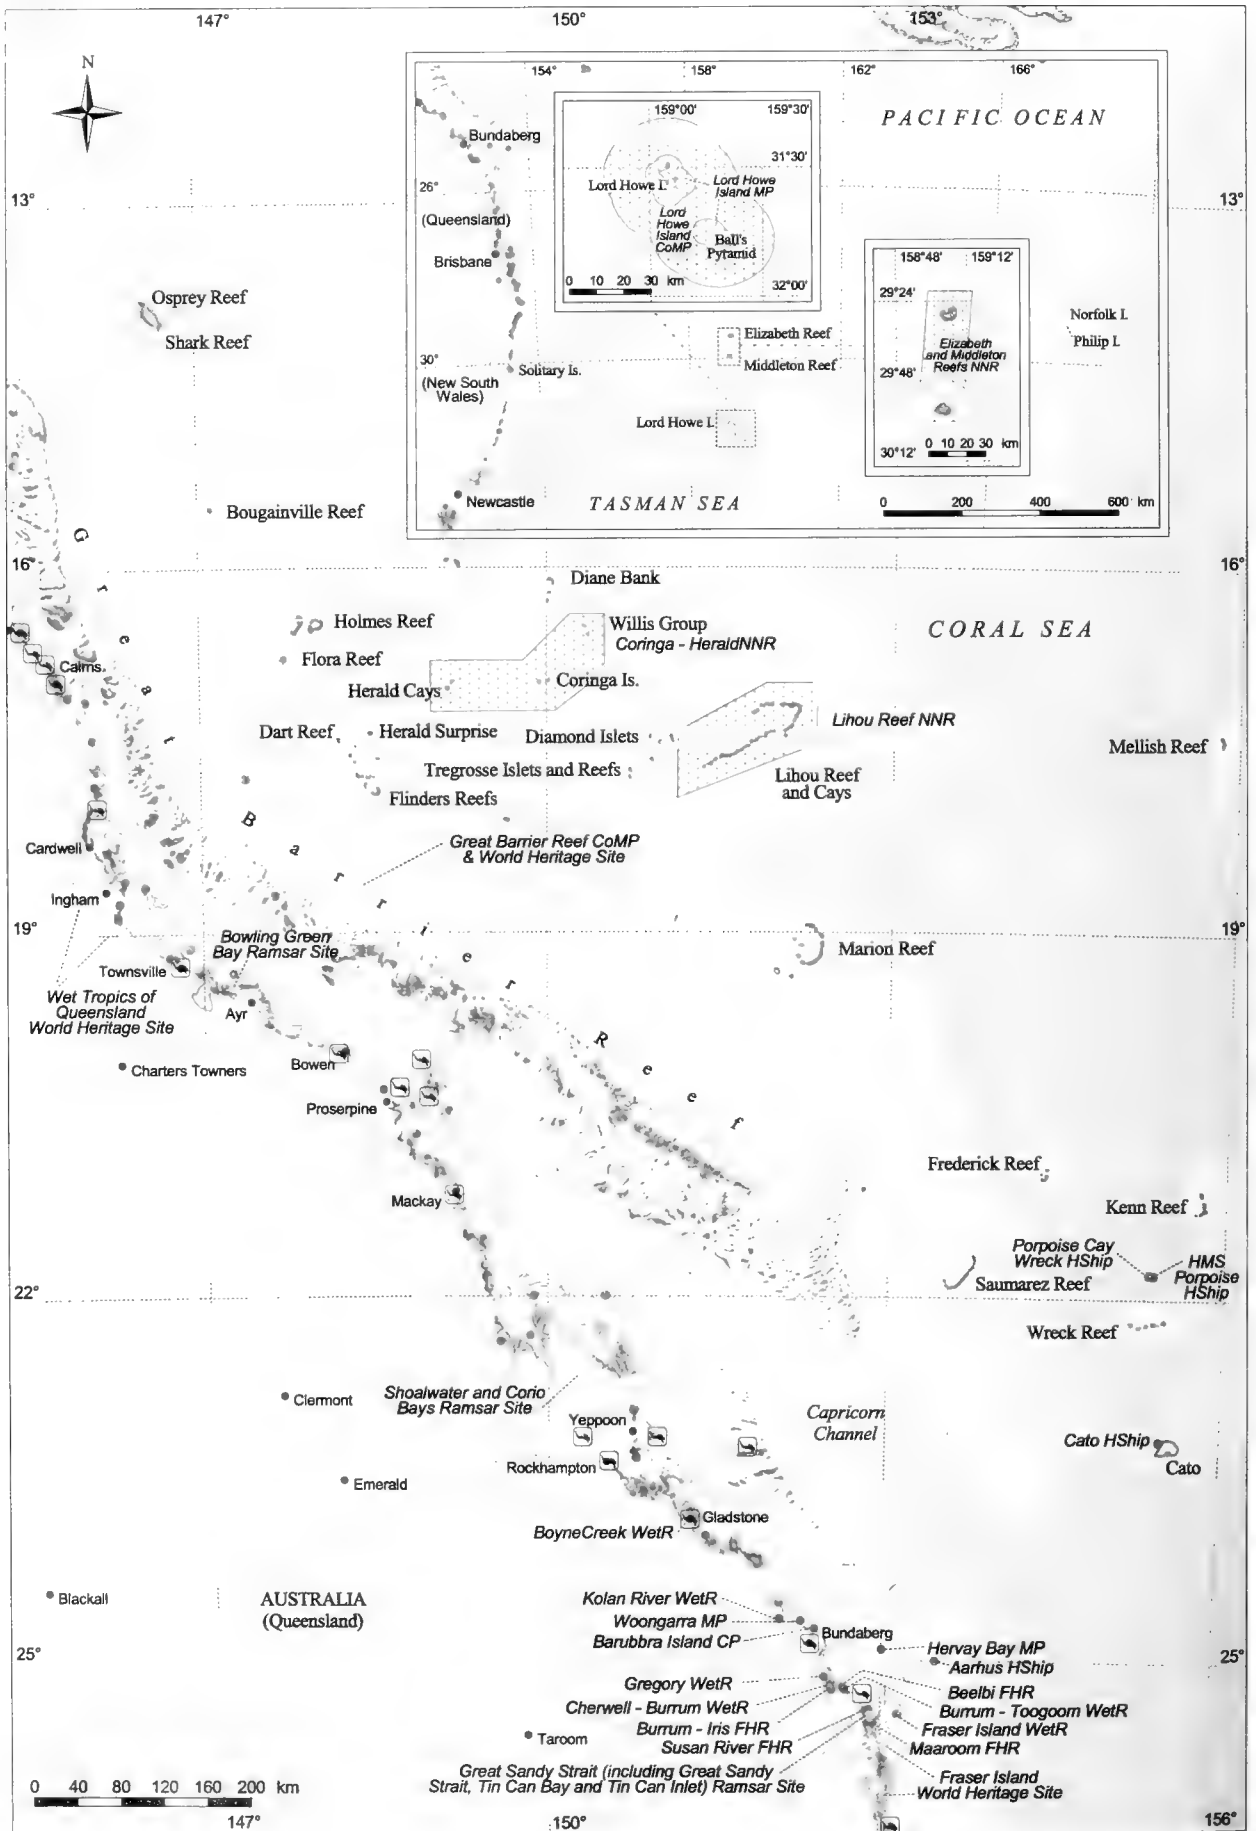 147°
150°
153°
N
154°
158°
162°
166°
PACIFIC OCEAN
Bundaberg
159°00'
159°30'
31°30'
Lord Howe I.
Lord Howe
Island MP
Lord
Howe
Island
CoMP
Ball's
Pyramid
0 10 20 30 km
32°00'
26°
(Queensland)
Brisbane
13°
13°
158°48'
159°12'
29°24'
Elizabeth
and Middleton
Reefs NNR
29°48'
30°12'
0 10 20 30 km
Norfolk I.
Philip I.
Elizabeth Reef
Middleton Reef
30°
(New South
Wales)
Solitary Is.
Lord Howe I.
Newcastle
TASMAN SEA
0 200 400 600 km
Osprey Reef
Shark Reef
Bougainville Reef
16°
16°
Diane Bank
Holmes Reef
Willis Group
Coringa - HeraldNNR
CORAL SEA
Flora Reef
Cairns
Herald Cays
Coringa Is.
Lihou Reef NNR
Dart Reef
Herald Surprise
Diamond Islets
Mellish Reef
Tregrosse Islets and Reefs
Lihou Reef
and Cays
Flinders Reefs
Great Barrier Reef
Great Barrier Reef CoMP
& World Heritage Site
Cardwell
Ingham
19°
19°
Bowling Green
Bay Ramsar Site
Marion Reef
Townsville
Wet Tropics of
Queensland
World Heritage Site
Ayr
Charters Towners
Bowen
Proserpine
Mackay
Frederick Reef
Kenn Reef
Porpoise Cay
Wreck HShip
HMS
Porpoise
HShip
Saumarez Reef
22°
Wreck Reef
Clermont
Shoalwater and Corio
Bays Ramsar Site
Yeppoon
Capricorn
Channel
Cato HShip
Cato
Rockhampton
Emerald
Gladstone
BoyneCreek WetR
Blackall
AUSTRALIA
(Queensland)
Kolan River WetR
Woongarra MP
Barubbra Island CP
Bundaberg
Hervay Bay MP
Aarhus HShip
25°
25°
Gregory WetR
Beelbi FHR
Cherwell - Burrum WetR
Burrum - Toogoom WetR
Burrum - Iris FHR
Fraser Island WetR
Susan River FHR
Maaroom FHR
Taroom
Great Sandy Strait (including Great Sandy
Strait, Tin Can Bay and Tin Can Inlet) Ramsar Site
Fraser Island
World Heritage Site
0 40 80 120 160 200 km
147°
150°
156°